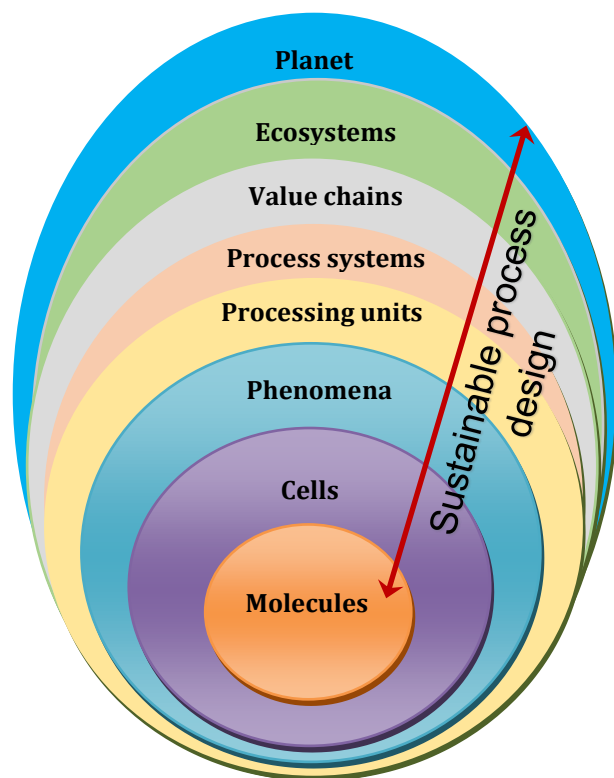 Planet
Ecosystems
Value chains
Process systems
Processing units
Phenomena
Cells
Molecules
Sustainable process
design